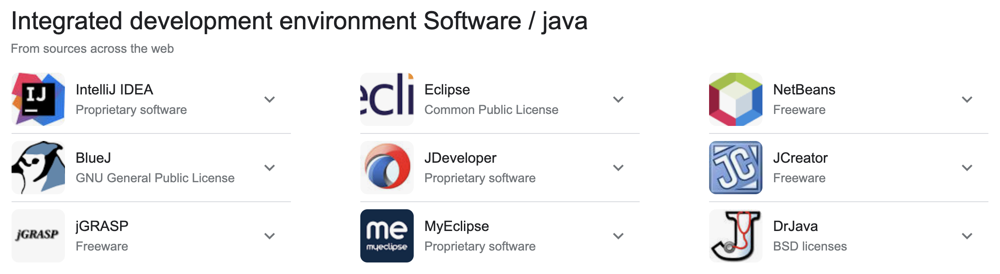 Integrated development environment Software / java
From sources across the web
IJ
IntelliJ IDEA
Proprietary software
ecli
Eclipse
Common Public License
NetBeans
Freeware
BlueJ
GNU General Public License
JDeveloper
Proprietary software
JC
JCreator
Freeware
jGRASP
jGRASP
Freeware
me
myeclipse
MyEclipse
Proprietary software
J
DrJava
BSD licenses